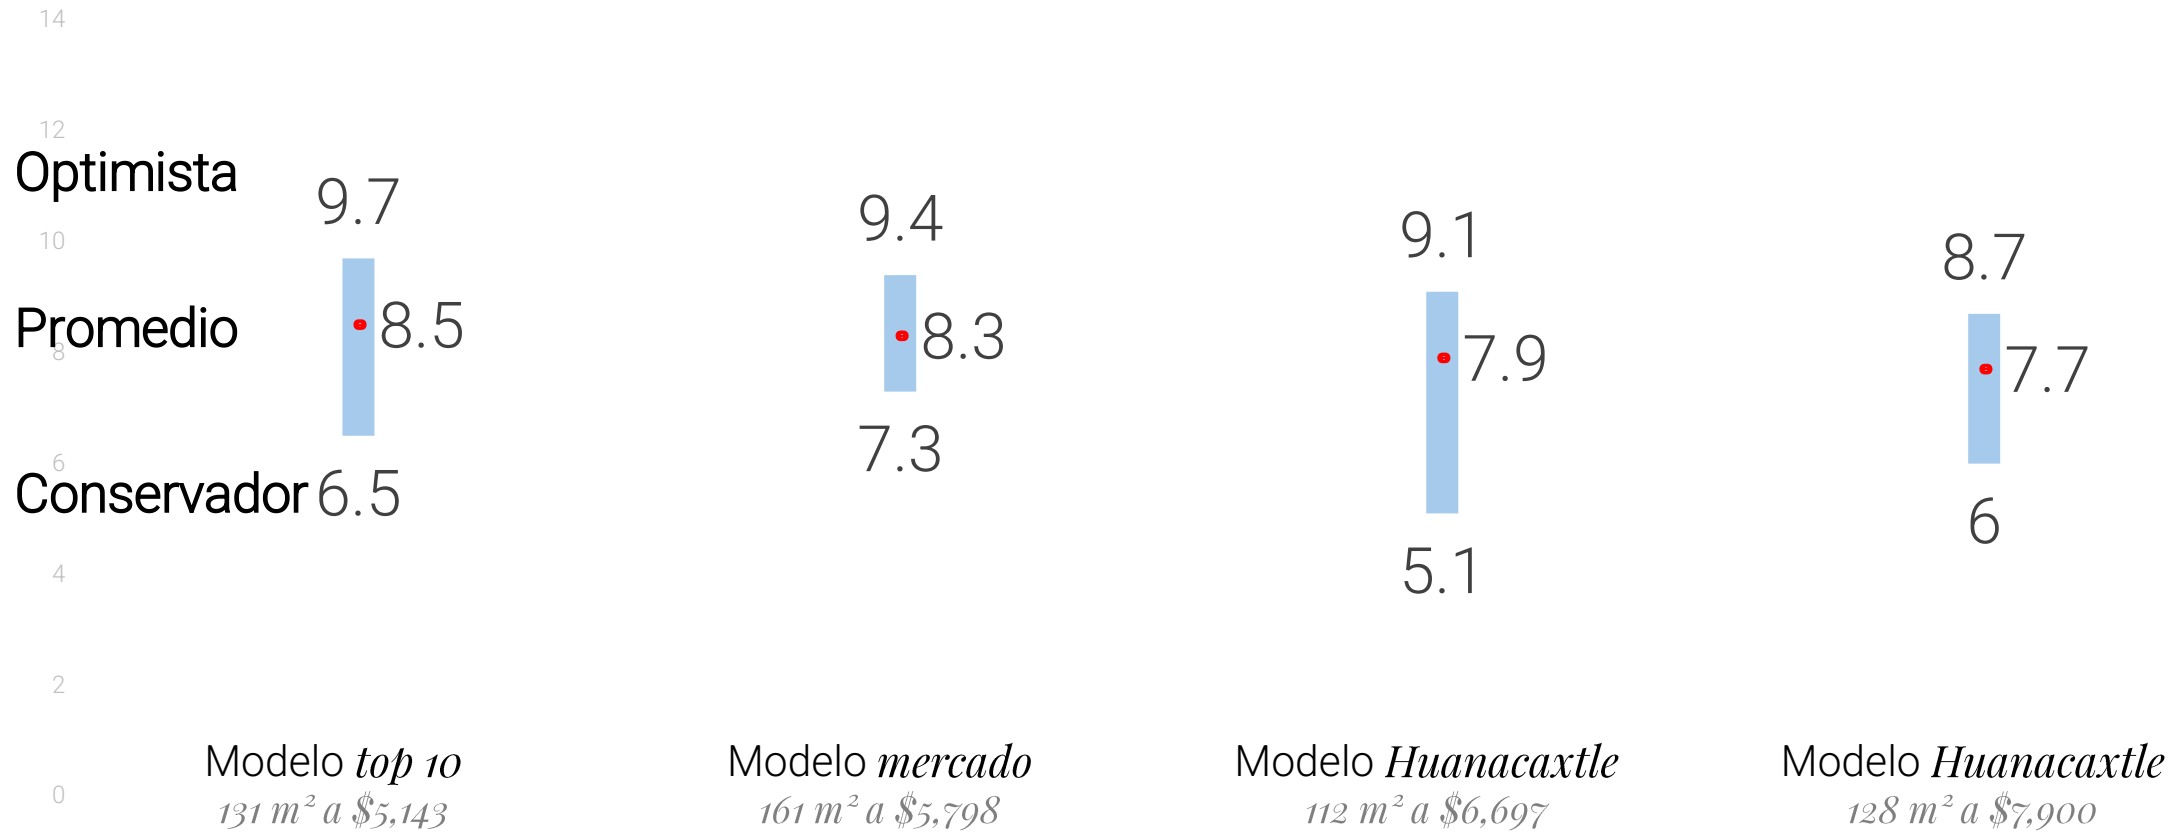 14
12
Optimista
9.7
9.4
9.1
8.7
10
Promedio
8.5
8.3
7.9
7.7
8
7.3
6
Conservador
6.5
6
5.1
4
2
Modelo top 10
Modelo mercado
Modelo Huanacaxtle
Modelo Huanacaxtle
0
131 m² a $5,143
161 m² a $5,798
112 m² a $6,697
128 m² a $7,900